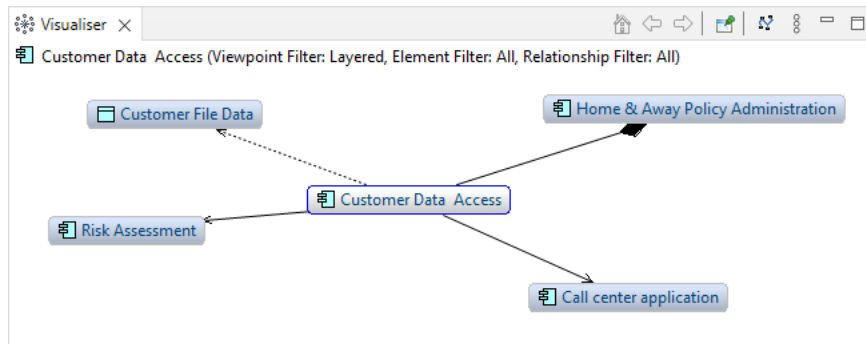 Visualiser
Customer Data  Access (Viewpoint Filter: Layered, Element Filter: All, Relationship Filter: All)
Customer File Data
Home & Away Policy Administration
Customer Data  Access
Risk Assessment
Call center application